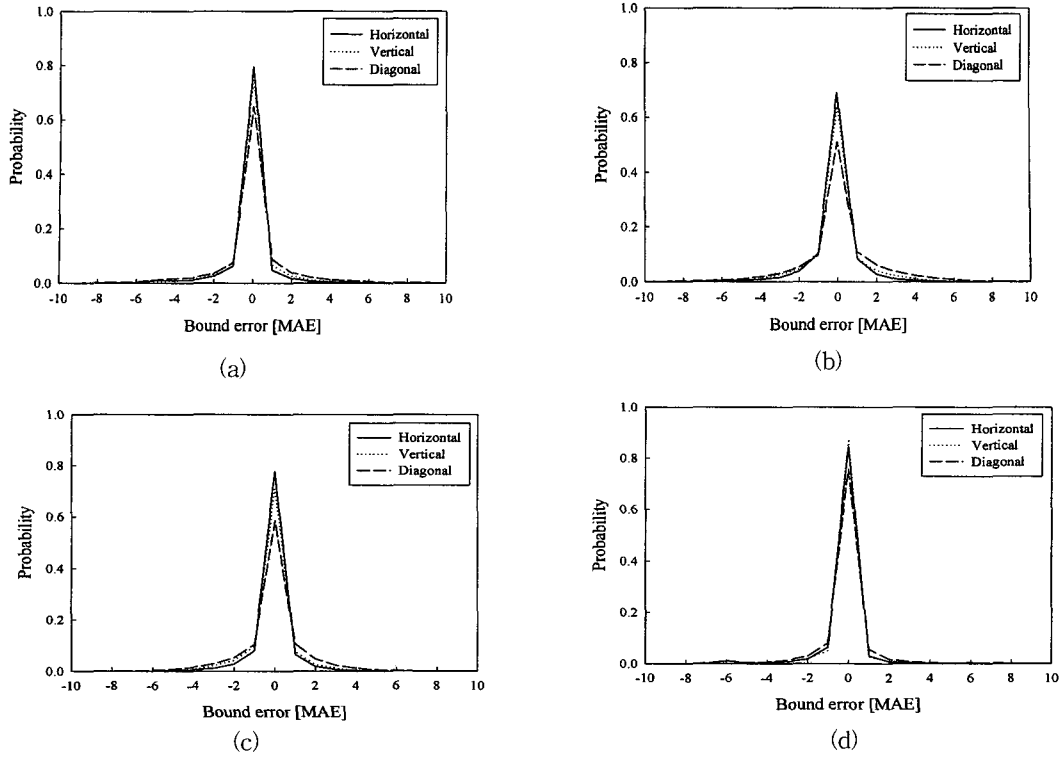 1.0
0.8
0.6
0.4
0.2
0.0
Probability
Horizontal
Vertical
Diagonal
-10 -8 -6 -4 -2 0 2 4 6 8 10
Bound error [MAE]
(a)
1.0
0.8
0.6
0.4
0.2
0.0
Probability
Horizontal
Vertical
Diagonal
-10 -8 -6 -4 -2 0 2 4 6 8 10
Bound error [MAE]
(b)
1.0
0.8
0.6
0.4
0.2
0.0
Probability
Horizontal
Vertical
Diagonal
-10 -8 -6 -4 -2 0 2 4 6 8 10
Bound error [MAE]
(c)
1.0
0.8
0.6
0.4
0.2
0.0
Probability
Horizontal
Vertical
Diagonal
-10 -8 -6 -4 -2 0 2 4 6 8 10
Bound error [MAE]
(d)